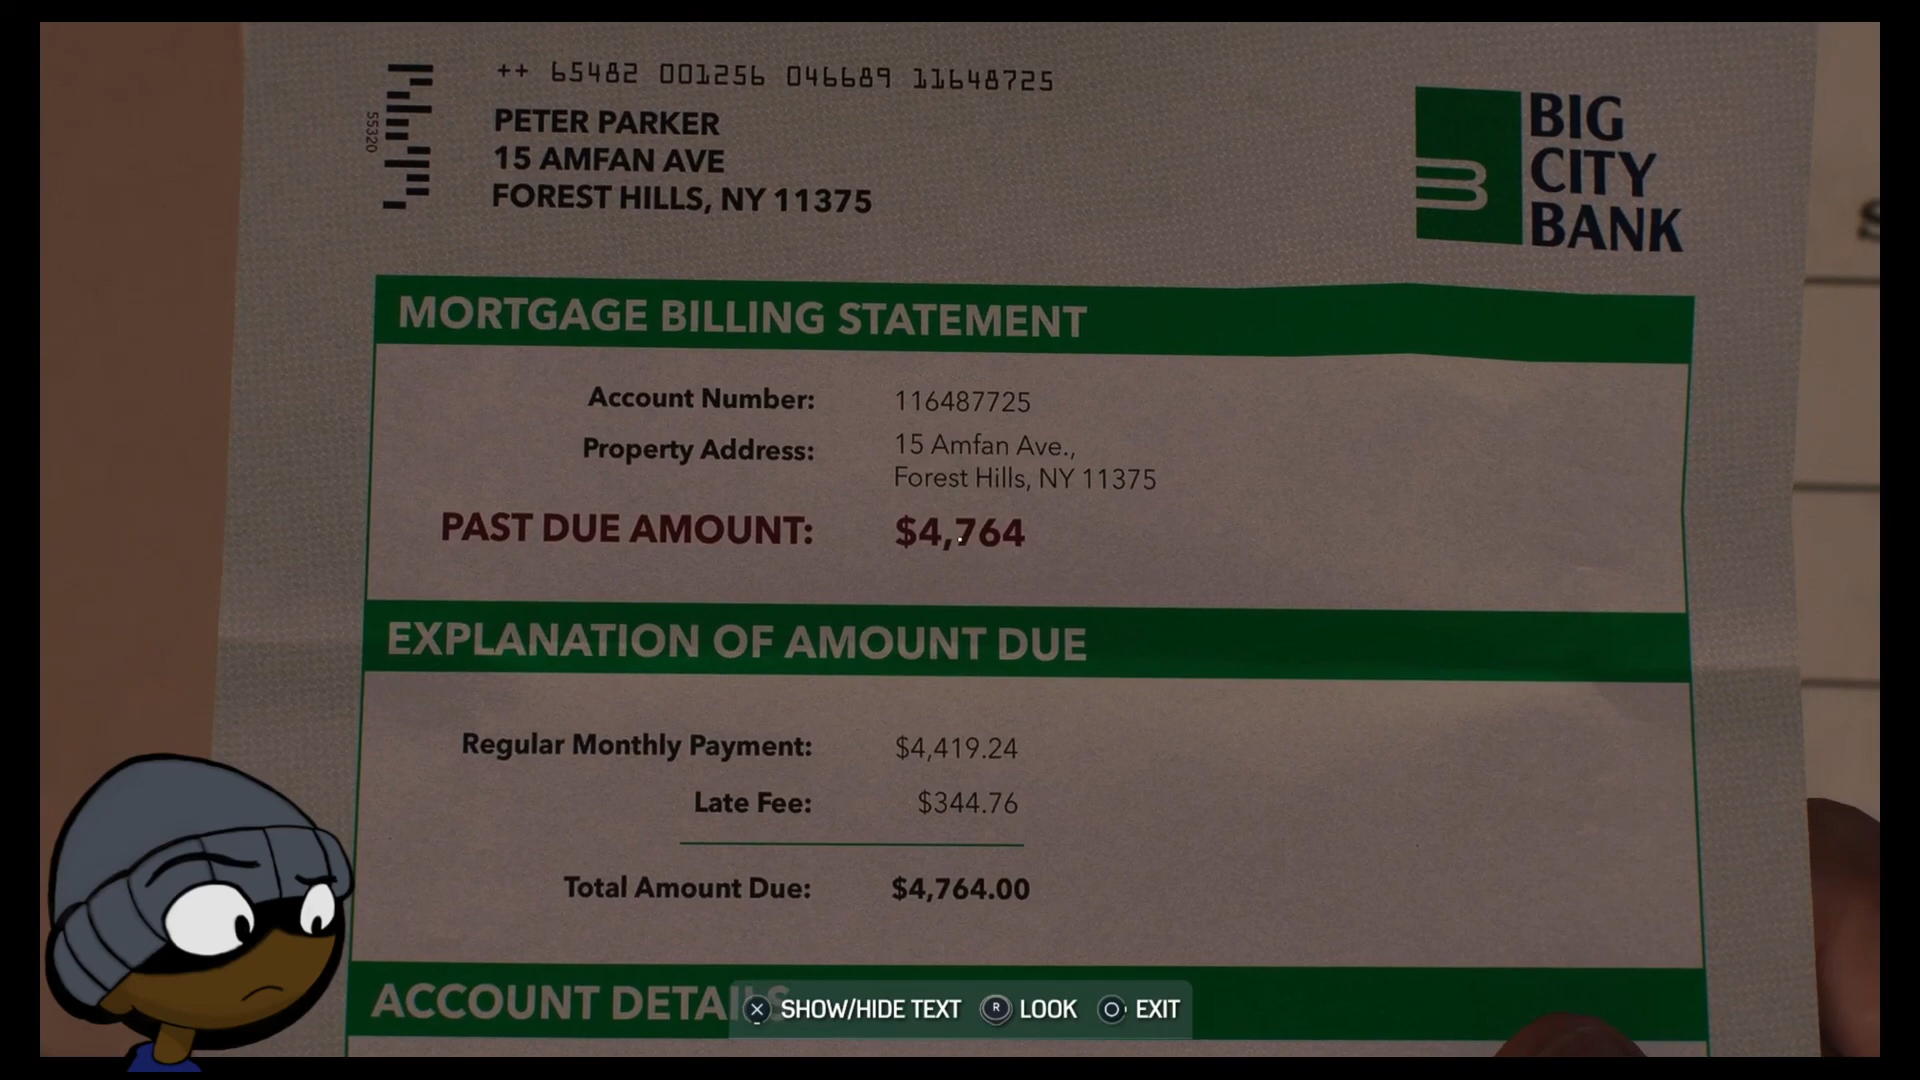 ++ 65482 001256 046689 11648725
55320
PETER PARKER
15 AMFAN AVE
FOREST HILLS, NY 11375
BIG
CITY
BANK
MORTGAGE BILLING STATEMENT
Account Number: 116487725
Property Address: 15 Amfan Ave.,
Forest Hills, NY 11375
PAST DUE AMOUNT: $4,764
EXPLANATION OF AMOUNT DUE
Regular Monthly Payment: $4,419.24
Late Fee: $344.76
Total Amount Due: $4,764.00
ACCOUNT DETAILS
SHOW/HIDE TEXT R LOOK EXIT